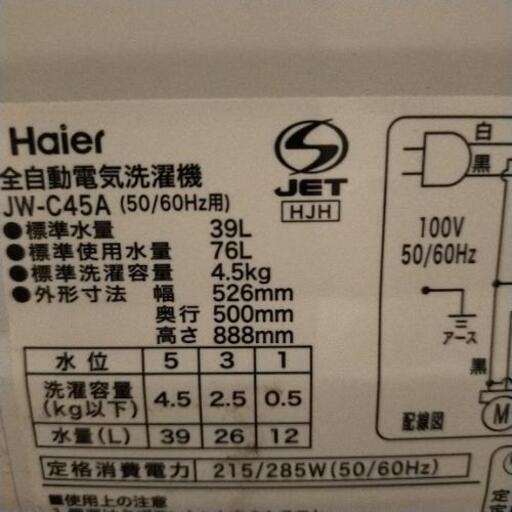 Haier
全自動電気洗濯機
JW-C45A (50/60Hz用)
●標準水量 39L
●標準使用水量 76L
●標準洗濯容量 4.5kg
●外形寸法 幅 526mm
奥行 500mm
高さ 888mm
S
JET
HJH
水位 5 3 1
洗濯容量(kg以下) 4.5 2.5 0.5
水量(L) 39 26 12
定格消費電力 215/285W(50/60Hz)
■使用上の注意
白
黒
100V
50/60Hz
アース
黒
配線図
M